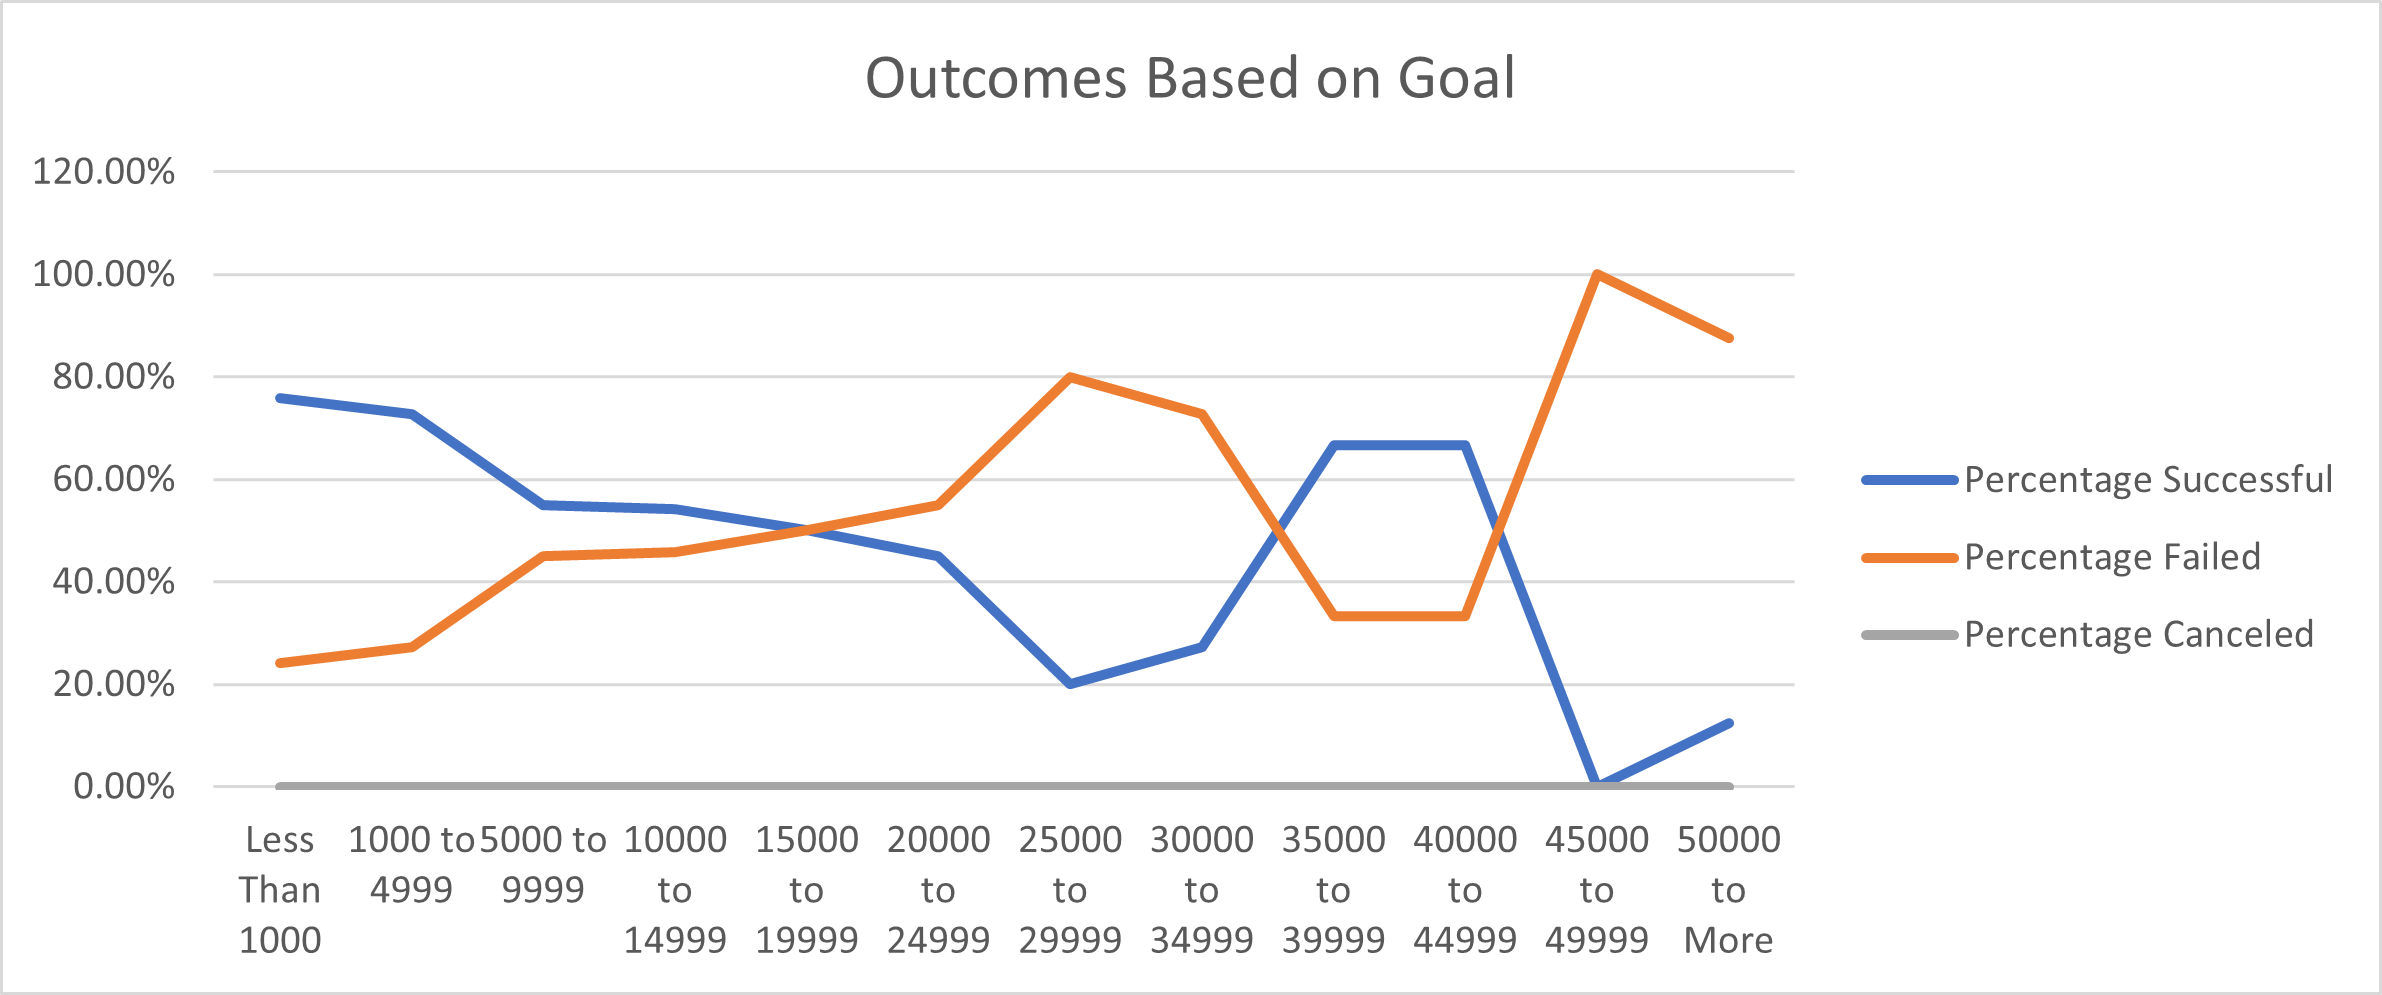 Outcomes Based on Goal
120.00%
100.00%
80.00%
60.00%
40.00%
20.00%
0.00%
Less
Than
1000
1000 to
4999
5000 to
9999
10000
to
14999
15000
to
19999
20000
to
24999
25000
to
29999
30000
to
34999
35000
to
39999
40000
to
44999
45000
to
49999
50000
to
More
Percentage Successful
Percentage Failed
Percentage Canceled